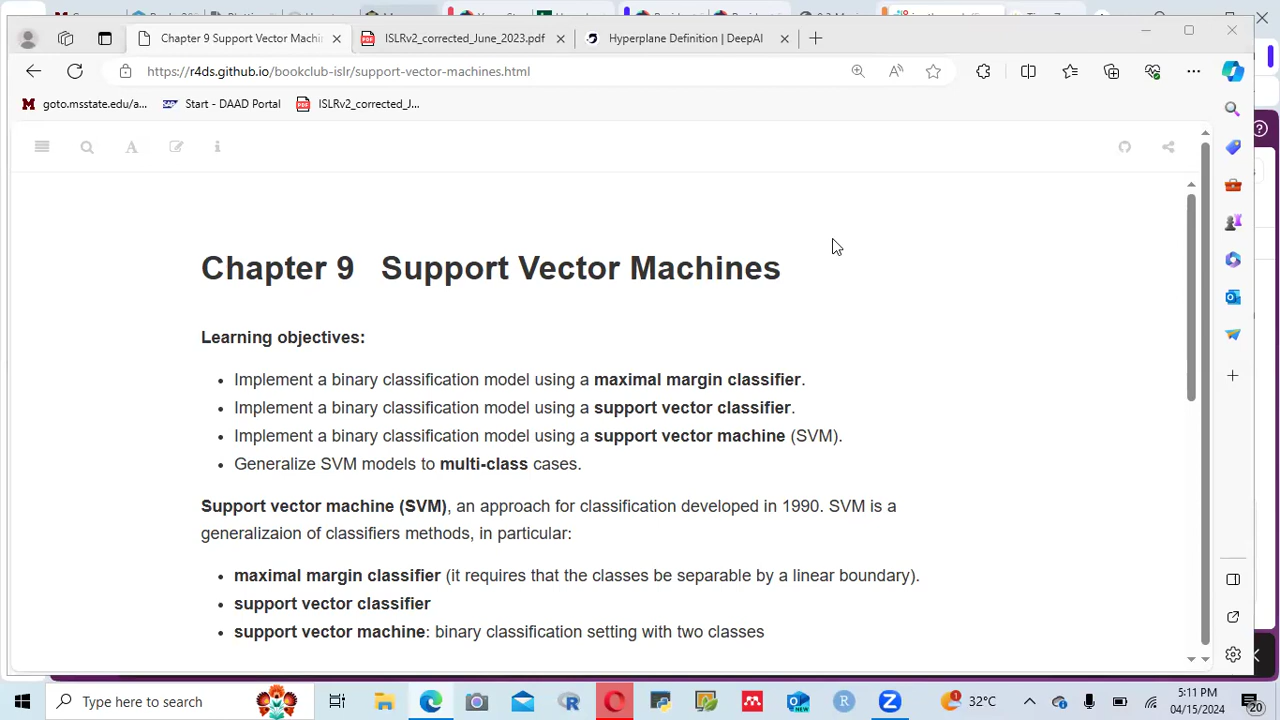 Chapter 9 Support Vector Machin
ISLRv2_corrected_June_2023.pdf
Hyperplane Definition | DeepAI
https://r4ds.github.io/bookclub-islr/support-vector-machines.html
goto.msstate.edu/a...
Start - DAAD Portal
ISLRv2_corrected_J...
Chapter 9 Support Vector Machines
Learning objectives:
• Implement a binary classification model using a maximal margin classifier.
• Implement a binary classification model using a support vector classifier.
• Implement a binary classification model using a support vector machine (SVM).
• Generalize SVM models to multi-class cases.
Support vector machine (SVM), an approach for classification developed in 1990. SVM is a
generalizaion of classifiers methods, in particular:
• maximal margin classifier (it requires that the classes be separable by a linear boundary).
• support vector classifier
• support vector machine: binary classification setting with two classes
Type here to search
32°C
5:11 PM
04/15/2024
20